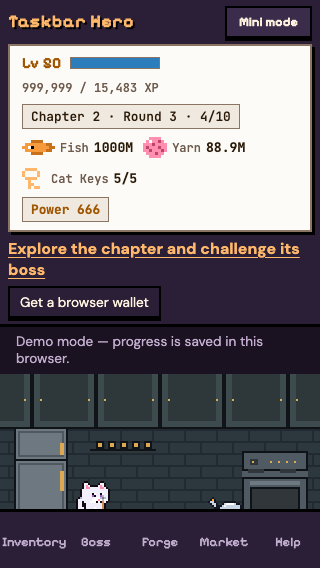 Taskbar Hero
Mini mode
Lv 80
999,999 / 15,483 XP
Chapter 2 · Round 3 · 4/10
Fish 1000M Yarn 88.9M
Cat Keys 5/5
Power 666
Explore the chapter and challenge its
boss
Get a browser wallet
Demo mode — progress is saved in this
browser.
Inventory Boss Forge Market Help